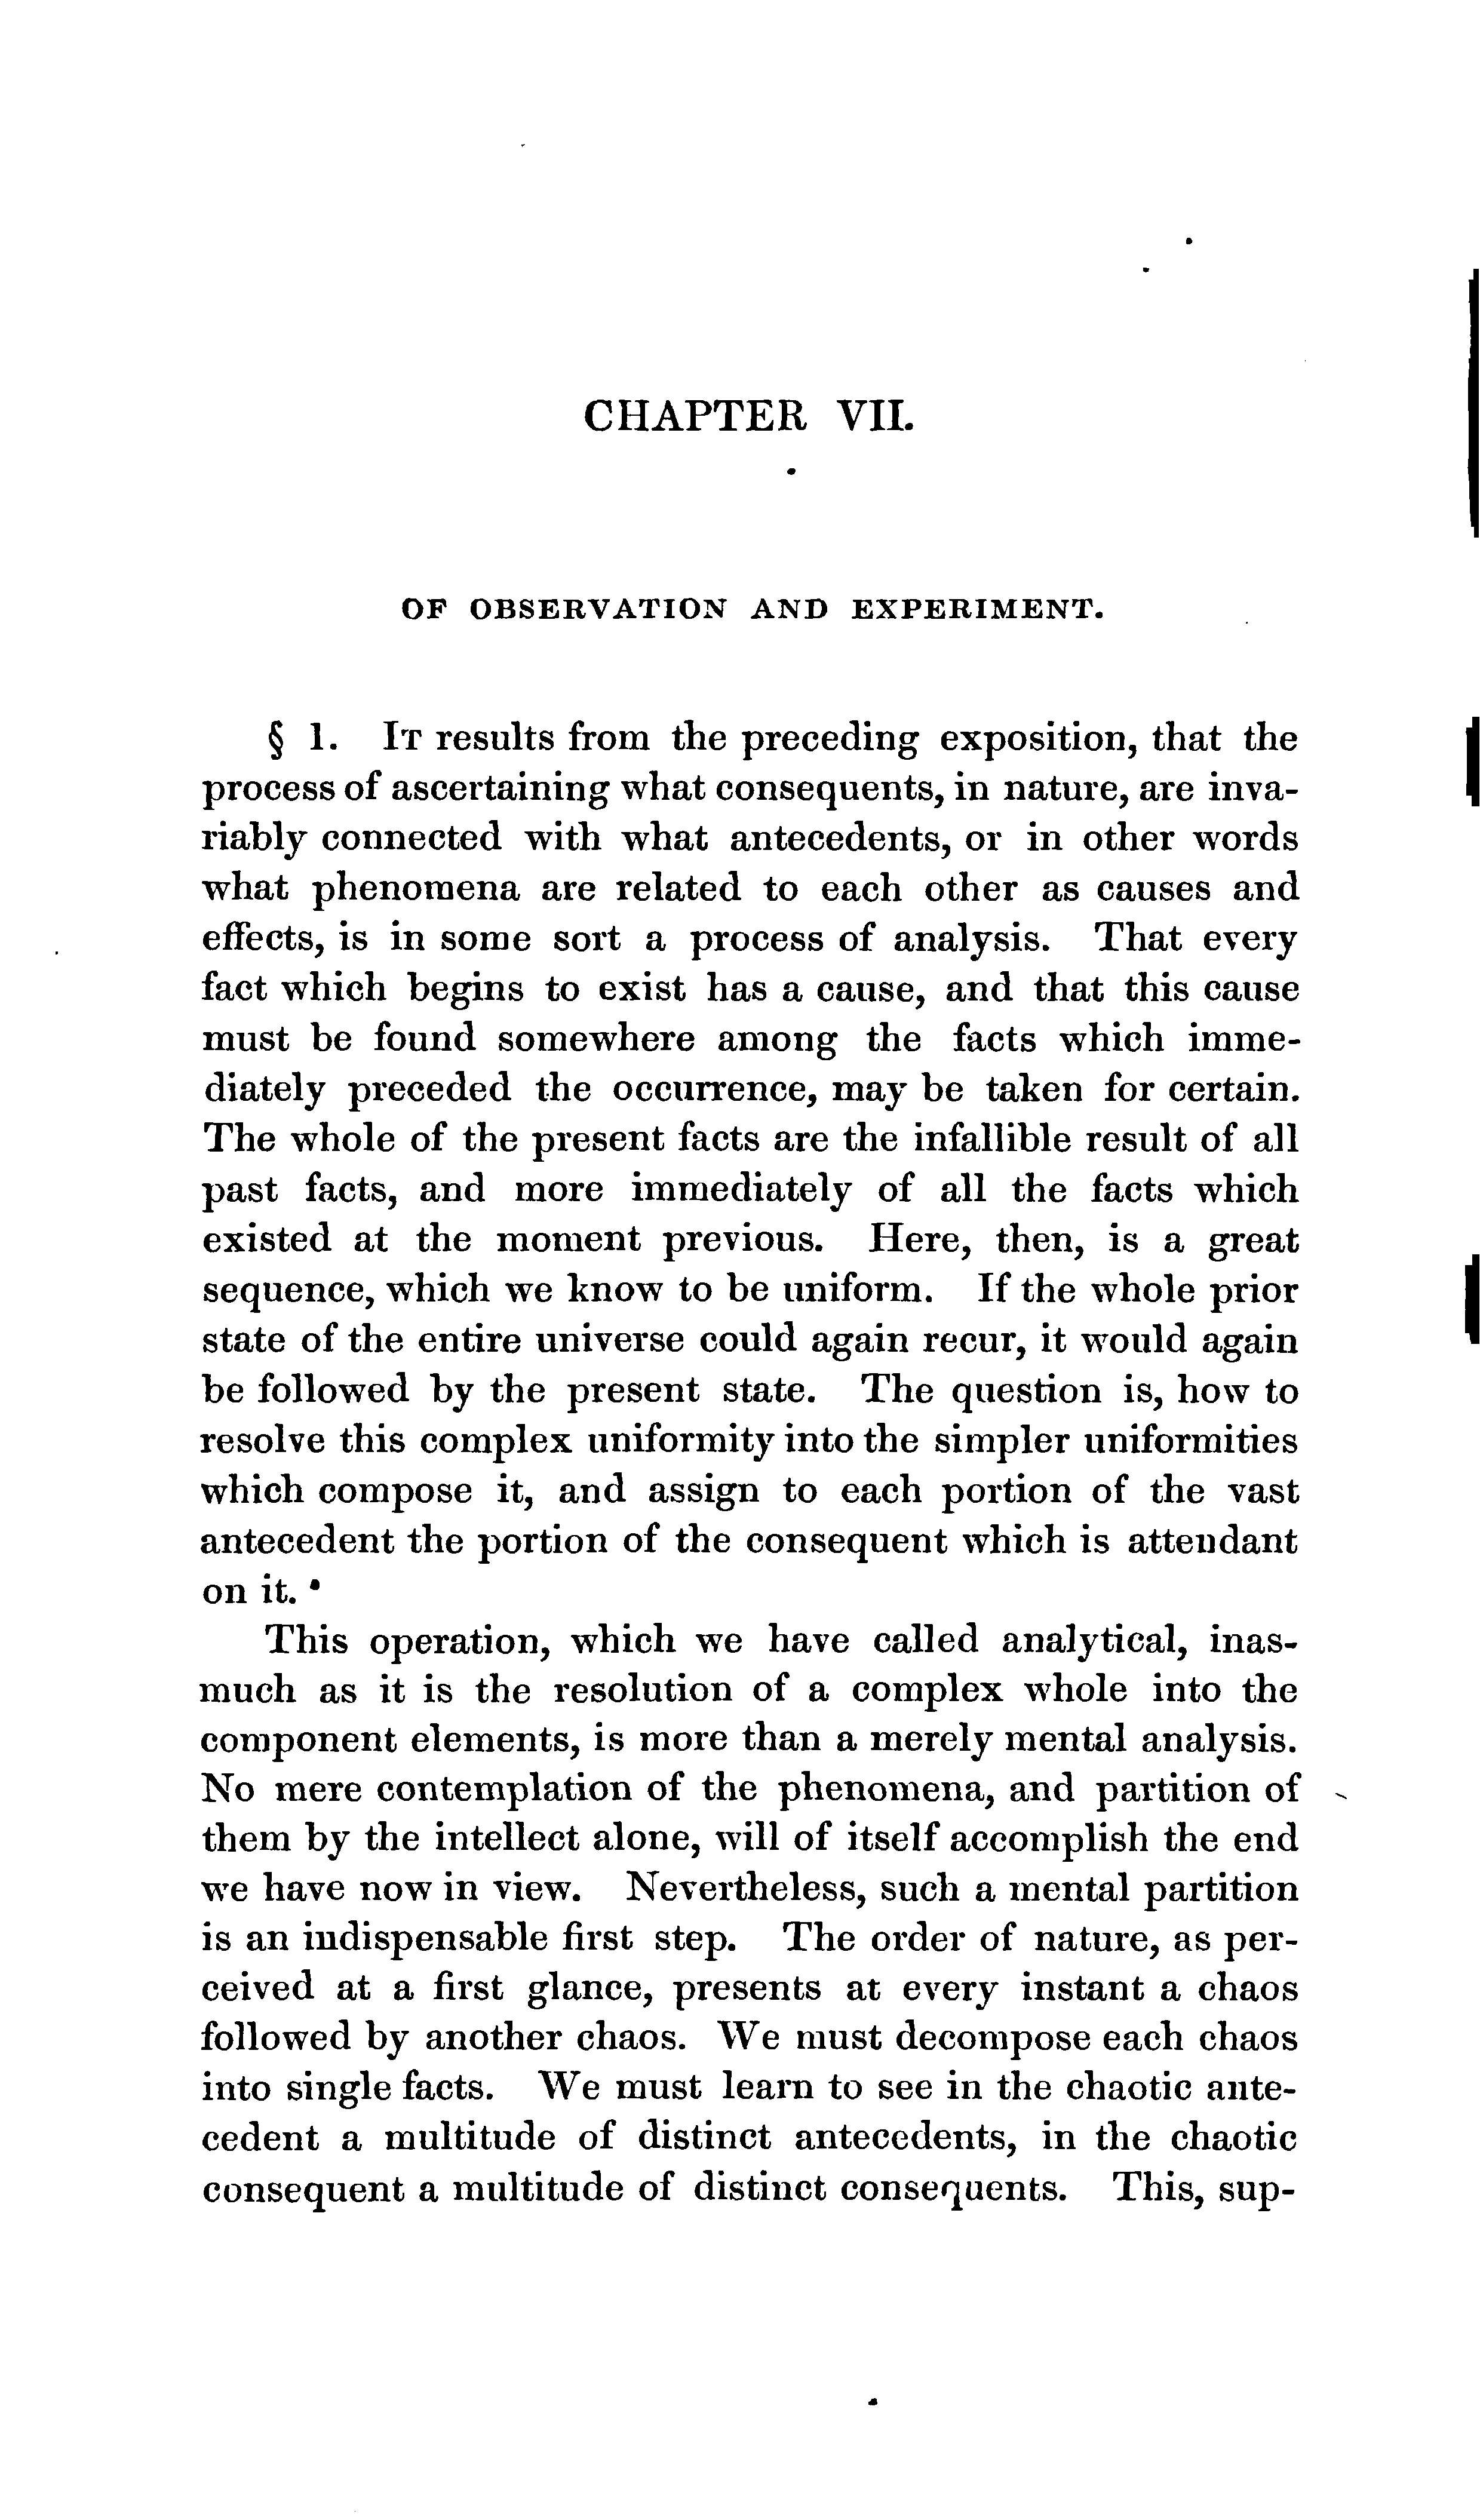 CHAPTER VII.
OF OBSERVATION AND EXPERIMENT.
§ 1. IT results from the preceding exposition, that the
process of ascertaining what consequents, in nature, are inva-
riably connected with what antecedents, or in other words
what phenomena are related to each other as causes and
effects, is in some sort a process of analysis. That every
fact which begins to exist has a cause, and that this cause
must be found somewhere among the facts which imme-
diately preceded the occurrence, may be taken for certain.
The whole of the present facts are the infallible result of all
past facts, and more immediately of all the facts which
existed at the moment previous. Here, then, is a great
sequence, which we know to be uniform. If the whole prior
state of the entire universe could again recur, it would again
be followed by the present state. The question is, how to
resolve this complex uniformity into the simpler uniformities
which compose it, and assign to each portion of the vast
antecedent the portion of the consequent which is attendant
on it.
This operation, which we have called analytical, inas-
much as it is the resolution of a complex whole into the
component elements, is more than a merely mental analysis.
No mere contemplation of the phenomena, and partition of
them by the intellect alone, will of itself accomplish the end
we have now in view. Nevertheless, such a mental partition
is an indispensable first step. The order of nature, as per-
ceived at a first glance, presents at every instant a chaos
followed by another chaos. We must decompose each chaos
into single facts. We must learn to see in the chaotic ante-
cedent a multitude of distinct antecedents, in the chaotic
consequent a multitude of distinct consequents. This, sup-